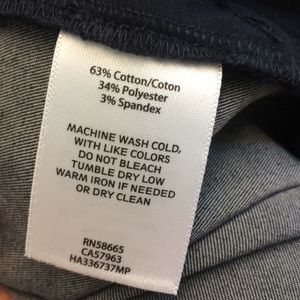 63% Cotton/Coton
34% Polyester
3% Spandex
MACHINE WASH COLD,
WITH LIKE COLORS
DO NOT BLEACH
TUMBLE DRY LOW
WARM IRON IF NEEDED
OR DRY CLEAN
RN58665
CA57963
HA336737MP